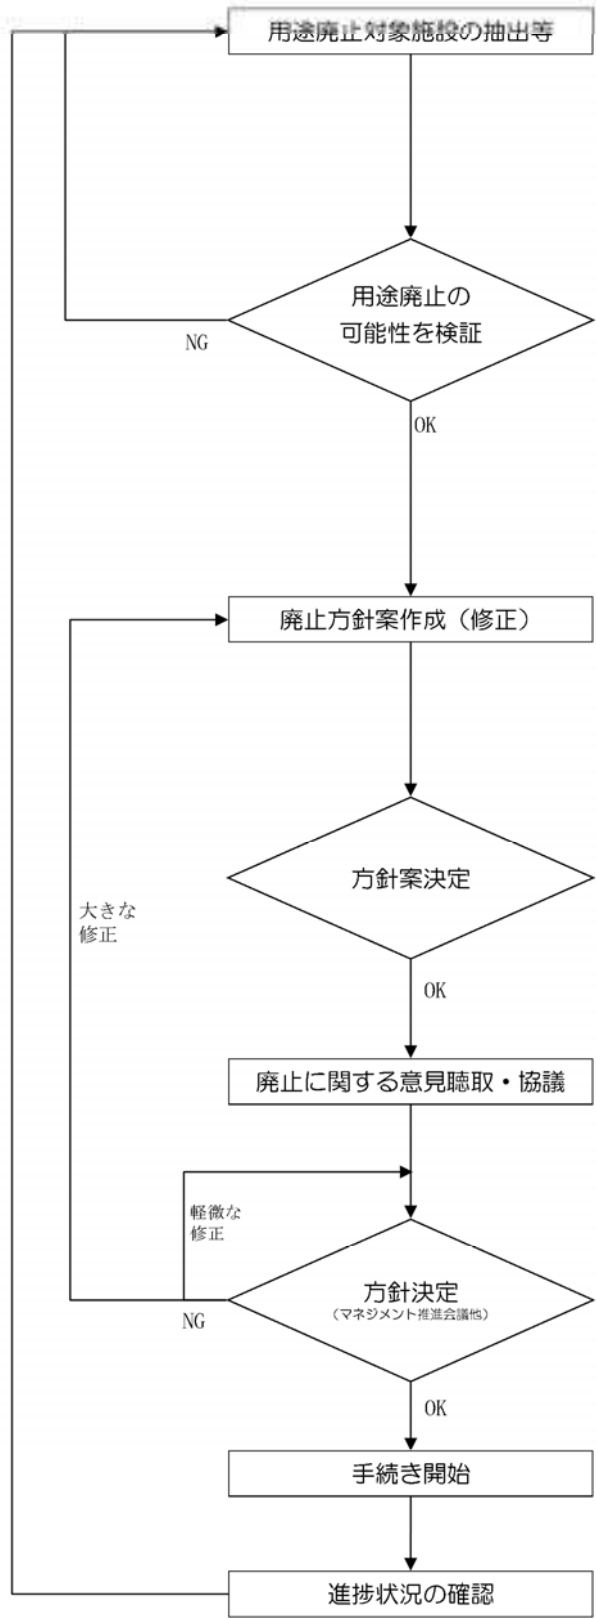 用途廃止対象施設の抽出等
用途廃止の
可能性を検証
NG
OK
廃止方針案作成（修正）
方針案決定
大きな
修正
OK
廃止に関する意見聴取・協議
軽微な
修正
方針決定
（マネジメント推進会議他）
NG
OK
手続き開始
進捗状況の確認